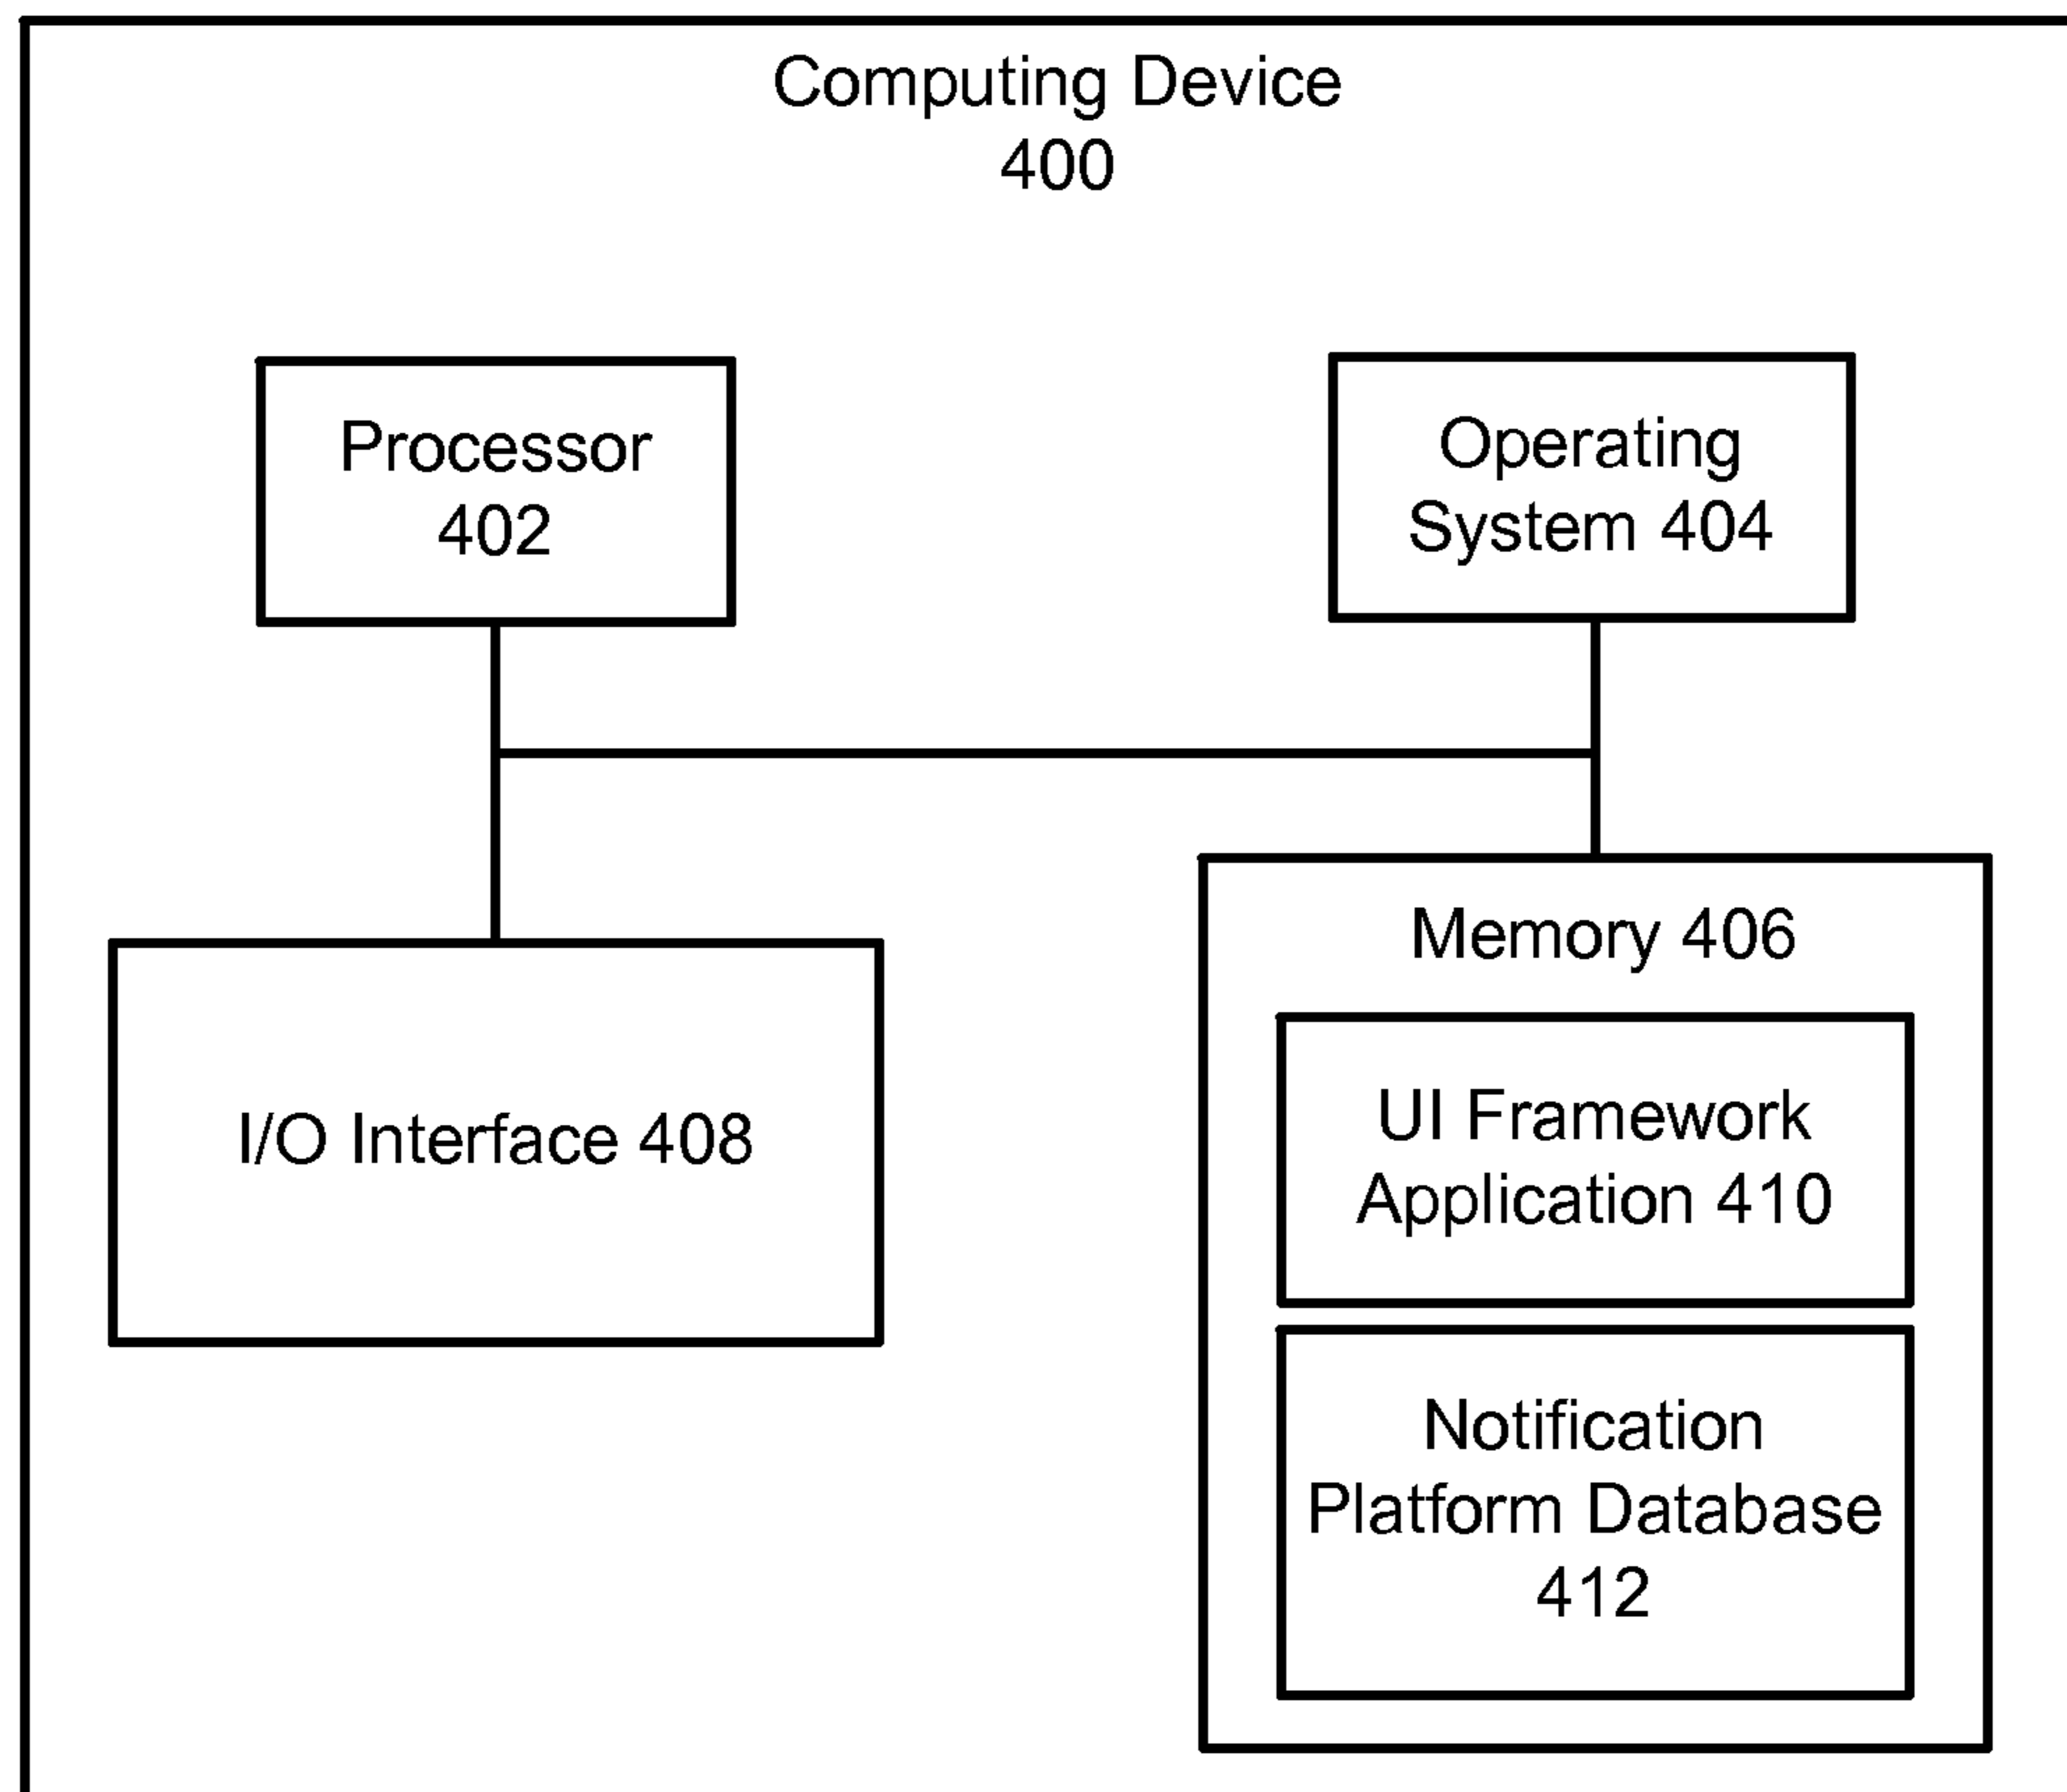 Computing Device
400
Processor
402
Operating
System 404
I/O Interface 408
Memory 406
UI Framework
Application 410
Notification
Platform Database
412